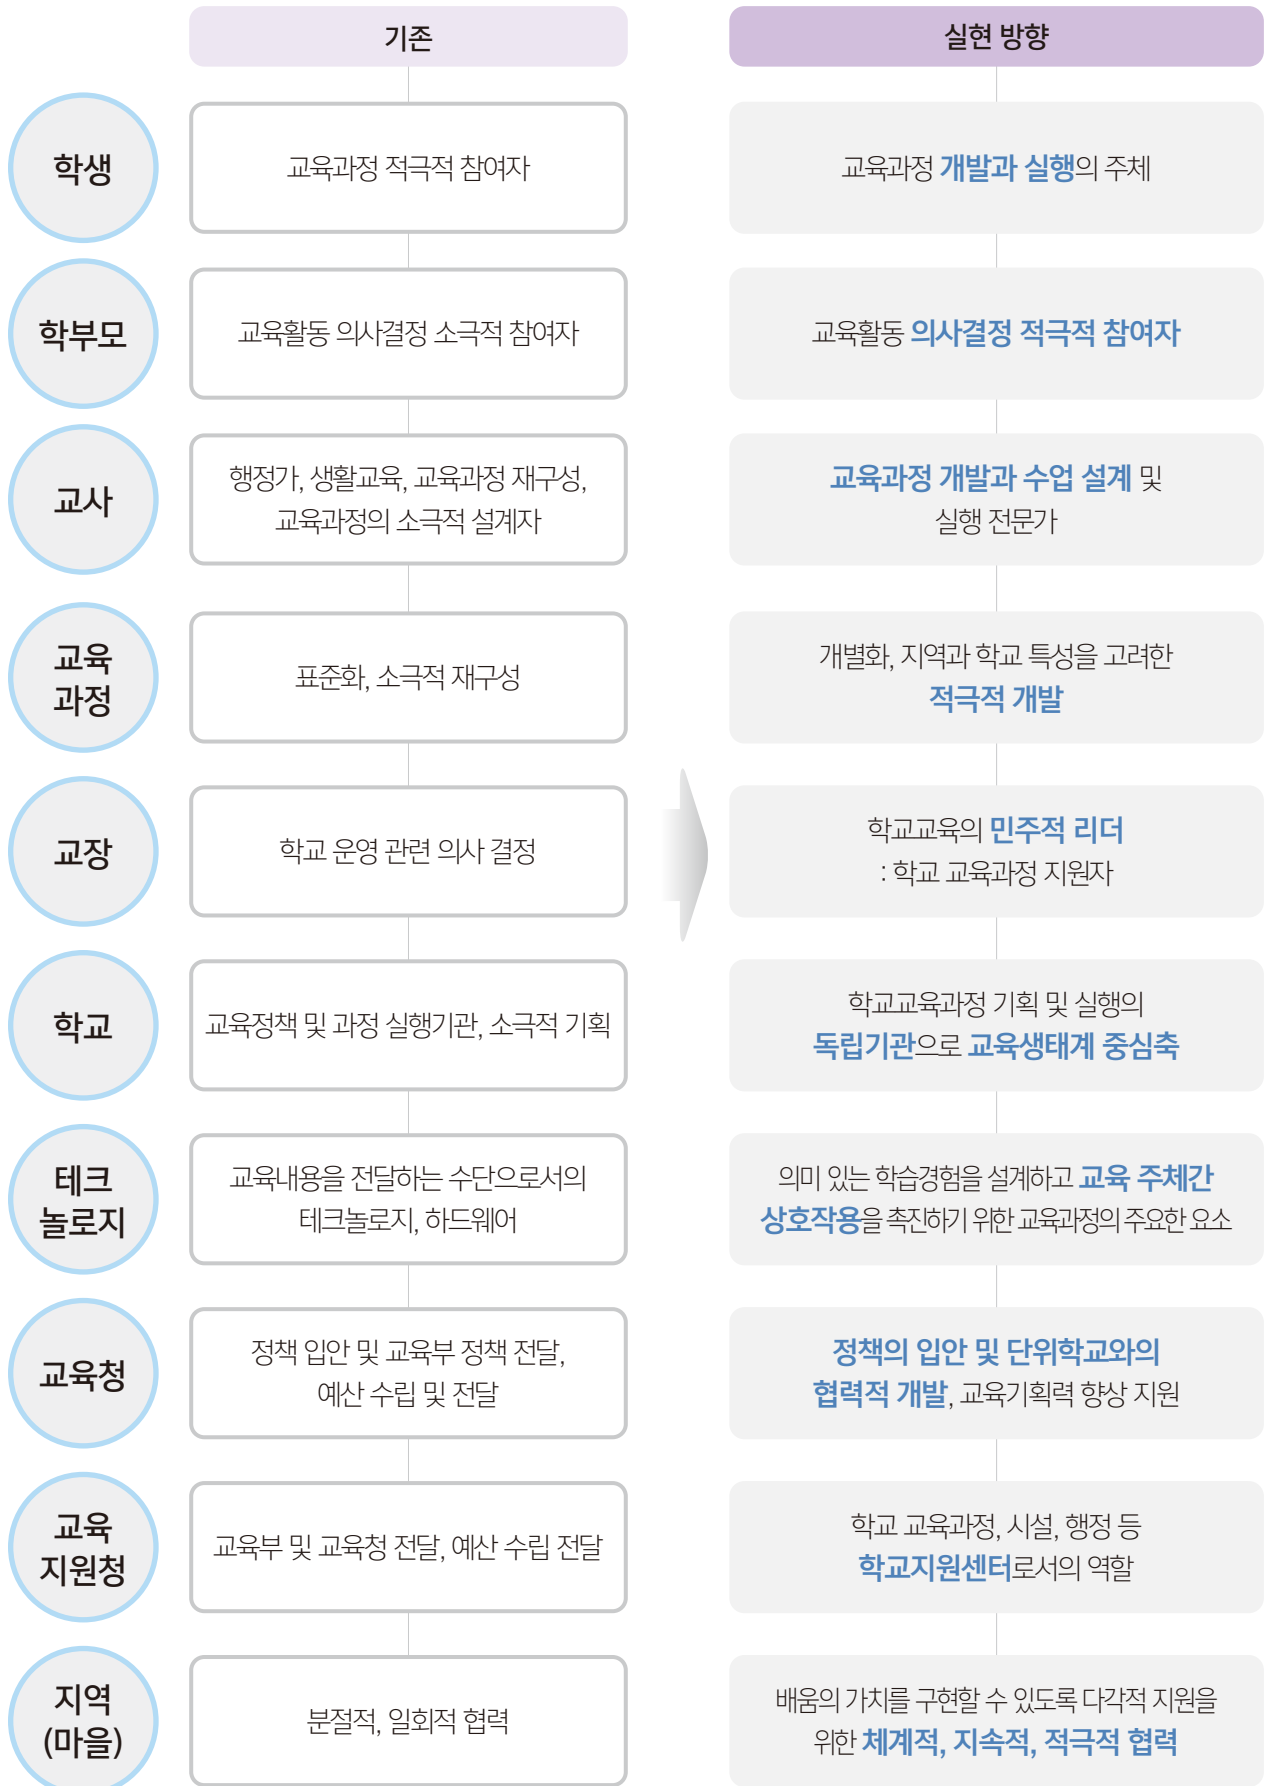 기존
실현 방향
학생
교육과정 적극적 참여자
교육과정 개발과 실행의 주체
학부모
교육활동 의사결정 소극적 참여자
교육활동 의사결정 적극적 참여자
교사
행정가, 생활교육, 교육과정 재구성,
교육과정의 소극적 설계자
교육과정 개발과 수업 설계 및
실행 전문가
교육
과정
표준화, 소극적 재구성
개별화, 지역과 학교 특성을 고려한
적극적 개발
교장
학교 운영 관련 의사 결정
학교교육의 민주적 리더
: 학교 교육과정 지원자
학교
교육정책 및 과정 실행기관, 소극적 기획
학교교육과정 기획 및 실행의
독립기관으로 교육생태계 중심축
테크
놀로지
교육내용을 전달하는 수단으로서의
테크놀로지, 하드웨어
의미 있는 학습경험을 설계하고 교육 주체간
상호작용을 촉진하기 위한 교육과정의 주요한 요소
교육청
정책 입안 및 교육부 정책 전달,
예산 수립 및 전달
정책의 입안 및 단위학교와의
협력적 개발, 교육기획력 향상 지원
교육
지원청
교육부 및 교육청 전달, 예산 수립 전달
학교 교육과정, 시설, 행정 등
학교지원센터로서의 역할
지역
(마을)
분절적, 일회적 협력
배움의 가치를 구현할 수 있도록 다각적 지원을
위한 체계적, 지속적, 적극적 협력